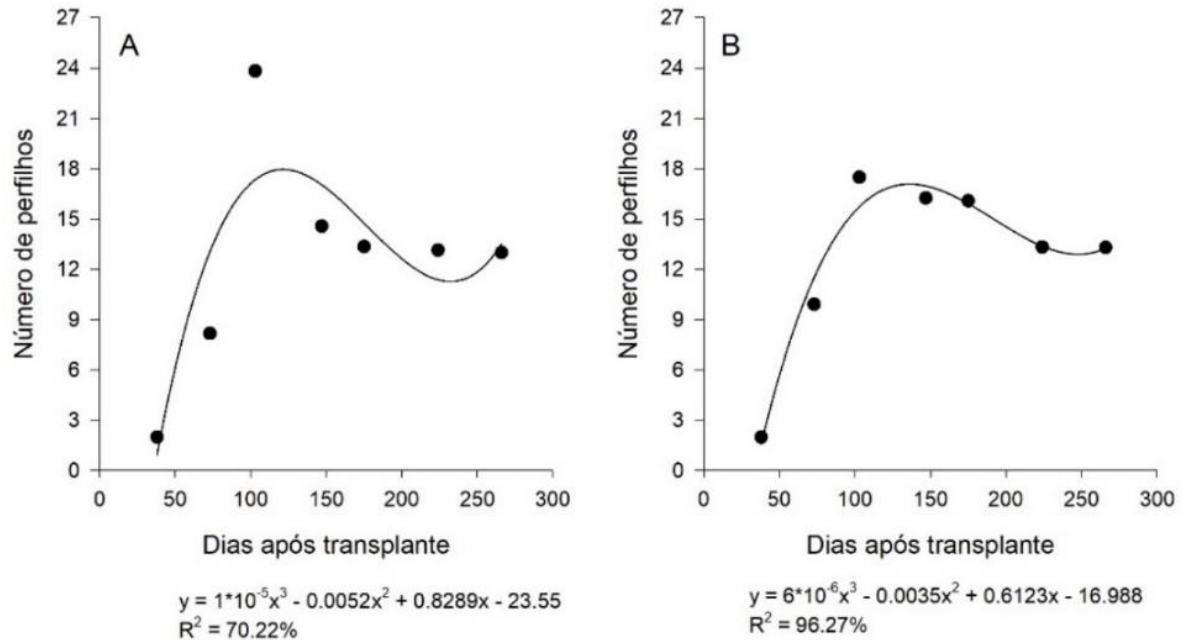 A
27
24
21
18
15
12
9
6
3
0
Número de perfilhos
0 50 100 150 200 250 300
Dias após transplante
y = 1*10⁻⁵x³ - 0.0052x² + 0.8289x - 23.55
R² = 70.22%
B
27
24
21
18
15
12
9
6
3
0
Número de perfilhos
0 50 100 150 200 250 300
Dias após transplante
y = 6*10⁻⁶x³ - 0.0035x² + 0.6123x - 16.988
R² = 96.27%